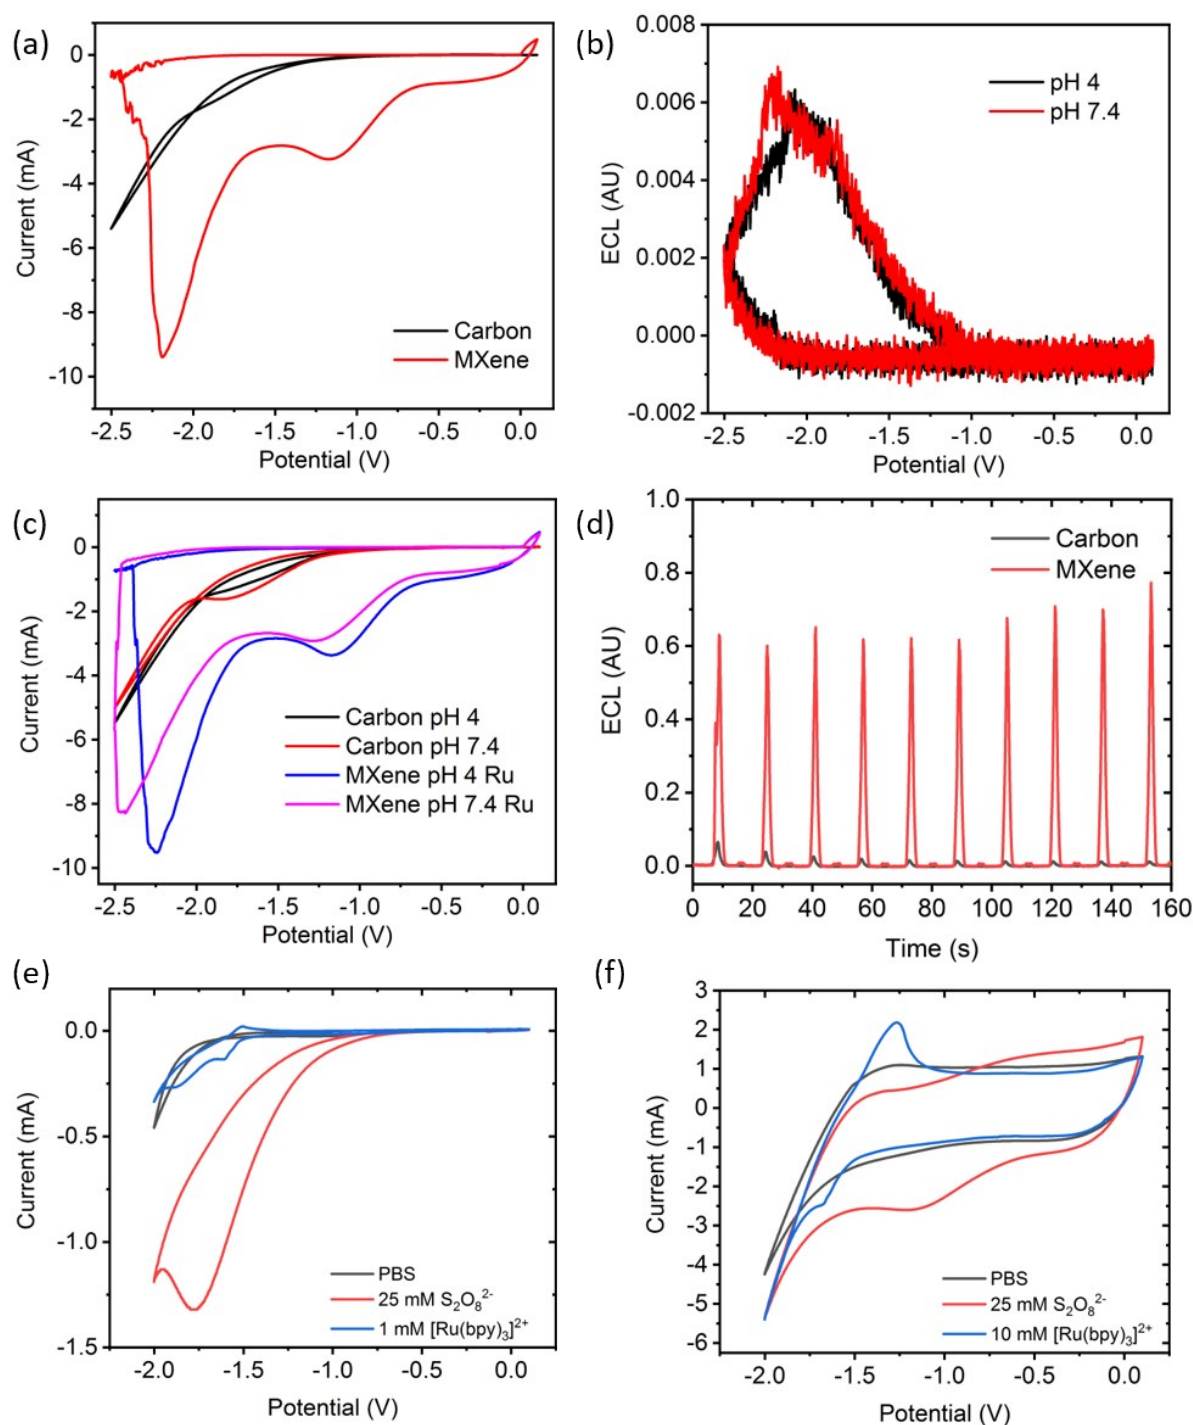 (a)
0
-2
-4
-6
-8
-10
Current (mA)
Carbon
MXene
-2.5 -2.0 -1.5 -1.0 -0.5 0.0
Potential (V)
(b)
0.008
0.006
0.004
0.002
0.000
-0.002
ECL (AU)
pH 4
pH 7.4
-2.5 -2.0 -1.5 -1.0 -0.5 0.0
Potential (V)
(c)
0
-2
-4
-6
-8
-10
Current (mA)
Carbon pH 4
Carbon pH 7.4
MXene pH 4 Ru
MXene pH 7.4 Ru
-2.5 -2.0 -1.5 -1.0 -0.5 0.0
Potential (V)
(d)
1.0
0.8
0.6
0.4
0.2
0.0
ECL (AU)
Carbon
MXene
0 20 40 60 80 100 120 140 160
Time (s)
(e)
0.0
-0.5
-1.0
-1.5
Current (mA)
PBS
25 mM S₂O₈²⁻
1 mM [Ru(bpy)₃]²⁺
-2.0 -1.5 -1.0 -0.5 0.0
Potential (V)
(f)
3
2
1
0
-1
-2
-3
-4
-5
-6
Current (mA)
PBS
25 mM S₂O₈²⁻
10 mM [Ru(bpy)₃]²⁺
-2.0 -1.5 -1.0 -0.5 0.0
Potential (V)